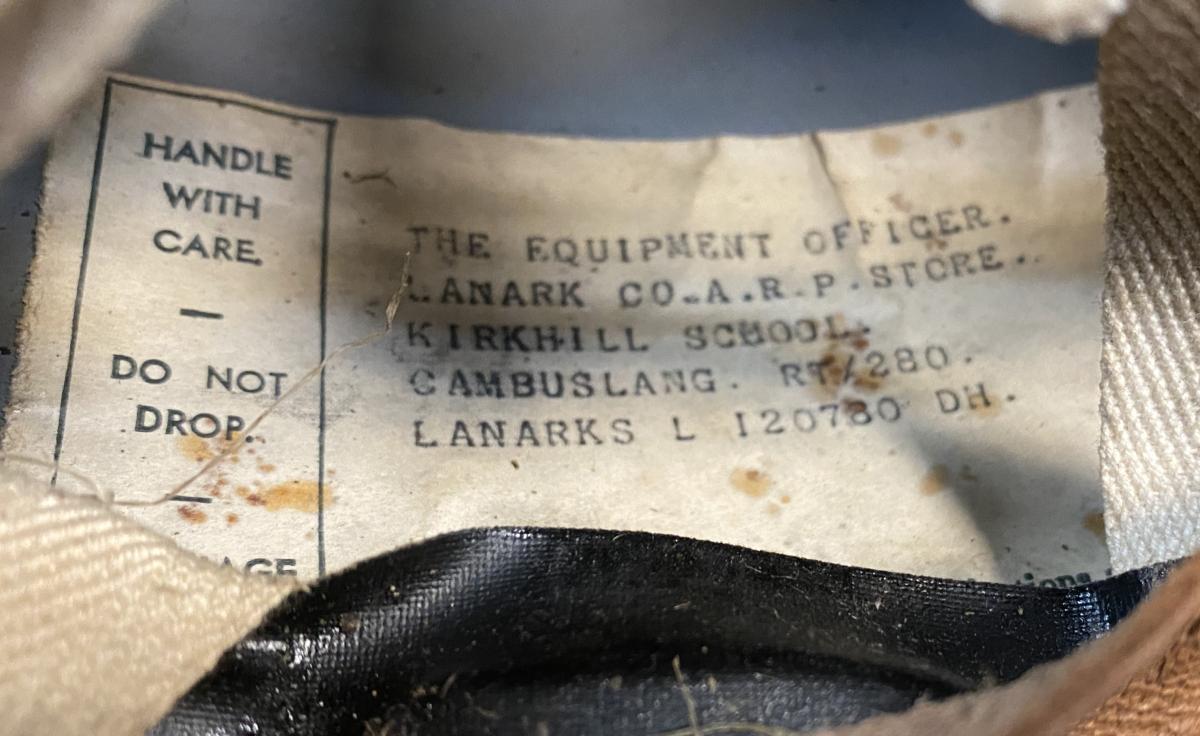 HANDLE
WITH
CARE.
—
DO NOT
DROP.
—
THE EQUIPMENT OFFICER.
LANARK CO.A.R.P.STORE.
KIRKHILL SCHOOL.
CAMBUSLANG. RT/280.
LANARKS L 120780 DH.